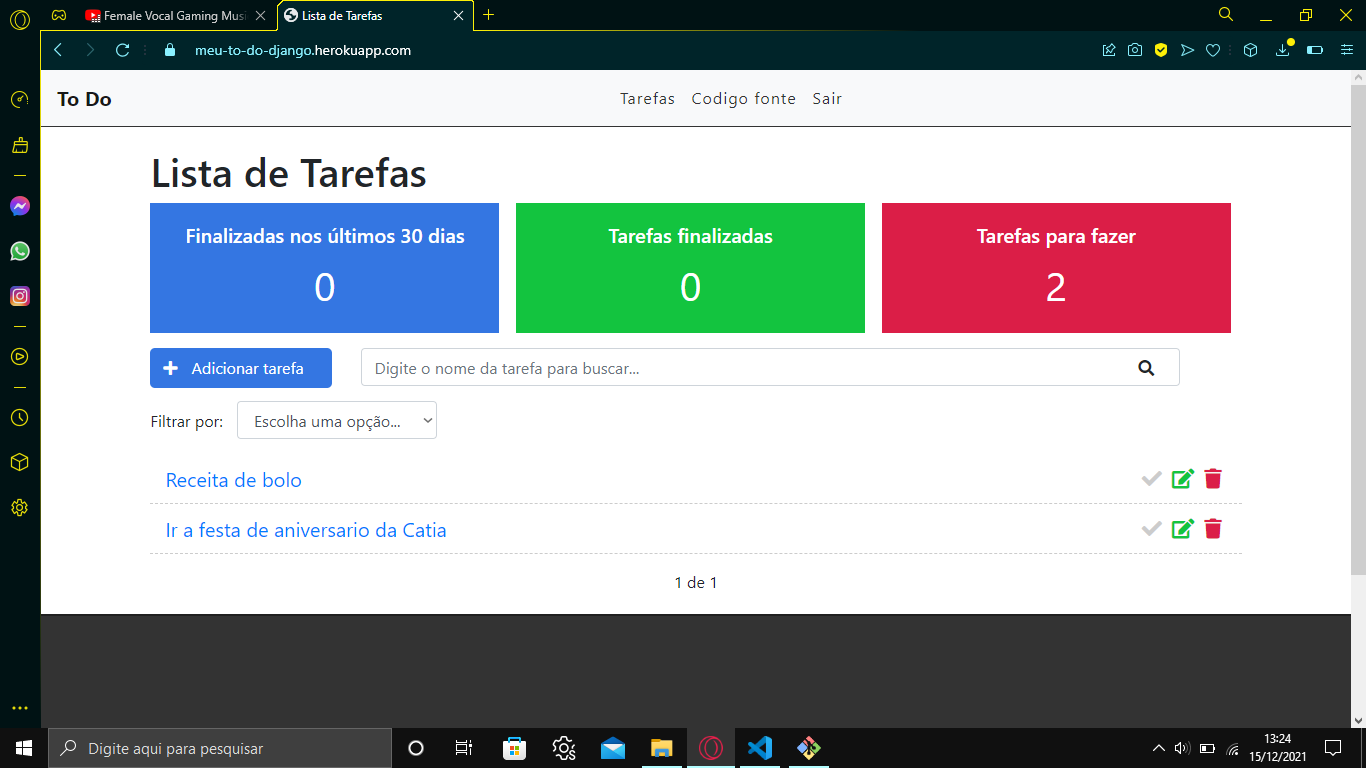 Female Vocal Gaming Musi
Lista de Tarefas
meu-to-do-django.herokuapp.com
To Do
Tarefas
Codigo fonte
Sair
Lista de Tarefas
Finalizadas nos últimos 30 dias
Tarefas finalizadas
Tarefas para fazer
0
0
2
Adicionar tarefa
Digite o nome da tarefa para buscar...
Filtrar por:
Escolha uma opção...
Receita de bolo
Ir a festa de aniversario da Catia
1 de 1
Digite aqui para pesquisar
13:24
15/12/2021